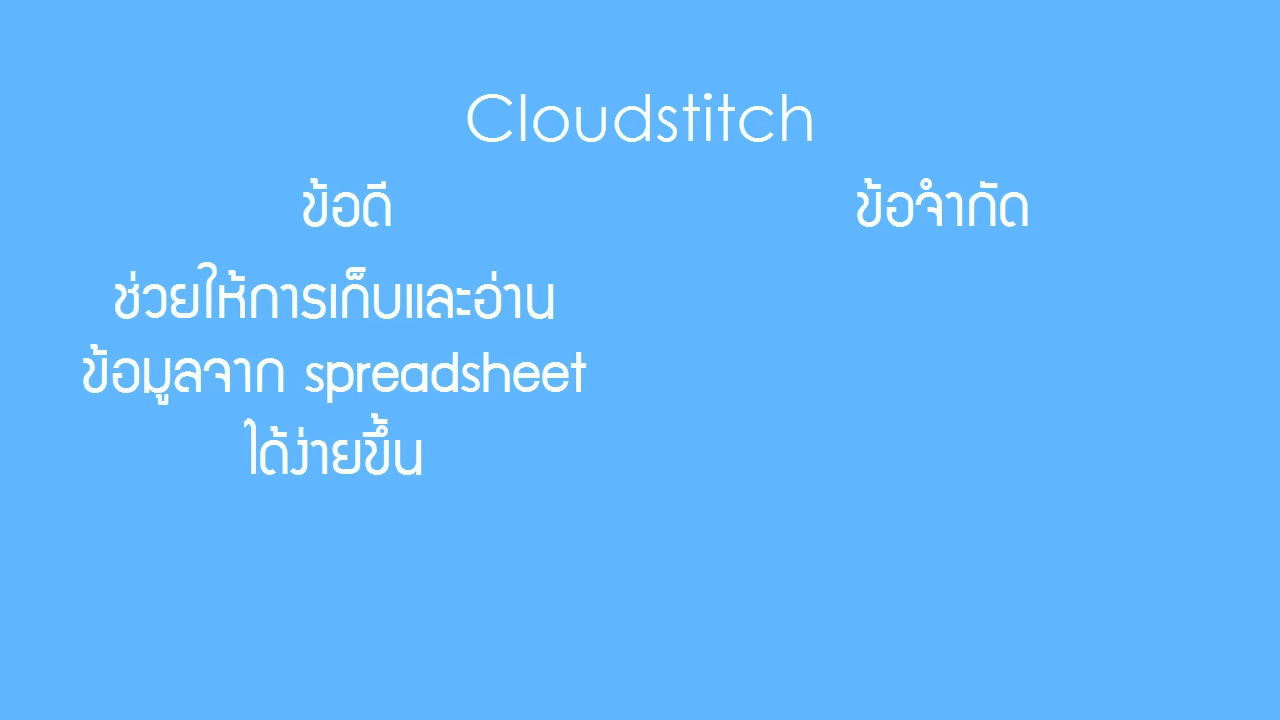 Cloudstitch
ข้อดี
ข้อจำกัด
ช่วยให้การเก็บและอ่าน
ข้อมูลจาก spreadsheet
ได้ง่ายขึ้น